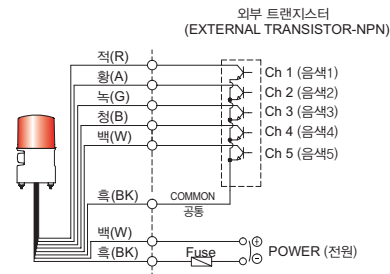 외부 트랜지스터
(EXTERNAL TRANSISTOR-NPN)
적(R)
황(A)
녹(G)
청(B)
백(W)
Ch 1 (음색1)
Ch 2 (음색2)
Ch 3 (음색3)
Ch 4 (음색4)
Ch 5 (음색5)
흑(BK)
COMMON
공통
백(W)
흑(BK)
Fuse
⊕
⊖
POWER (전원)